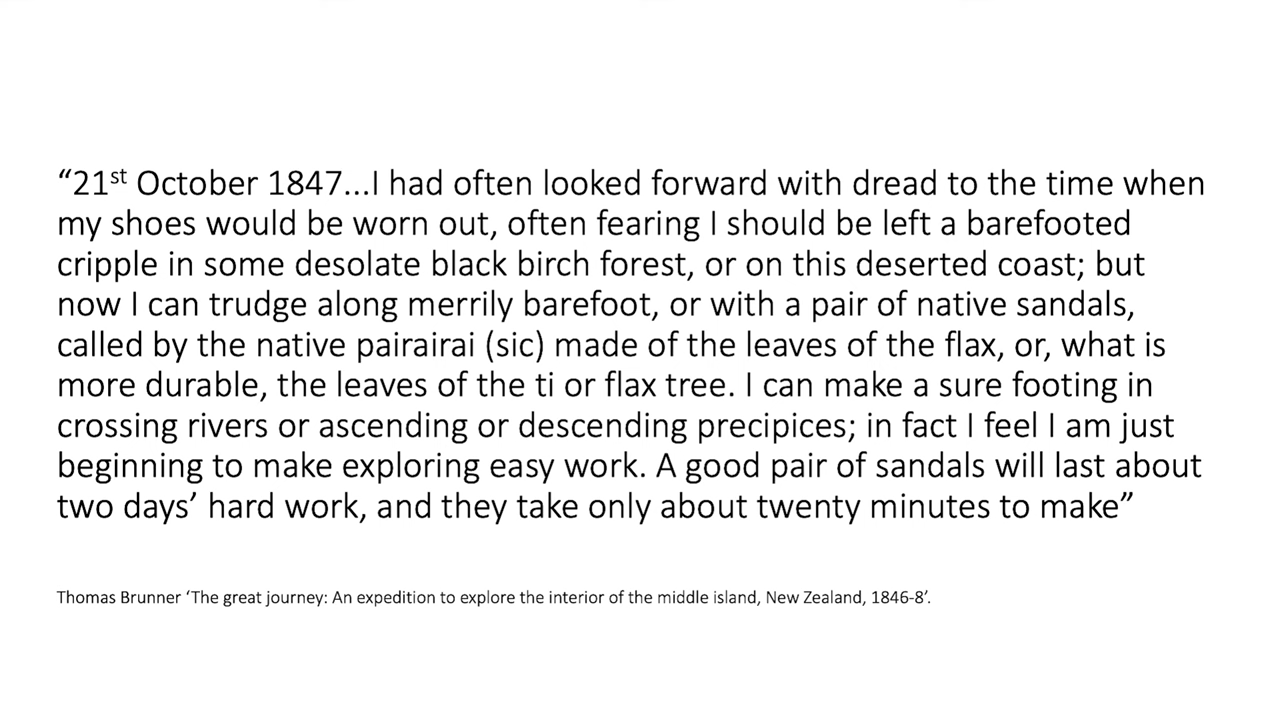 “21st October 1847...I had often looked forward with dread to the time when
my shoes would be worn out, often fearing I should be left a barefooted
cripple in some desolate black birch forest, or on this deserted coast; but
now I can trudge along merrily barefoot, or with a pair of native sandals,
called by the native pairairai (sic) made of the leaves of the flax, or, what is
more durable, the leaves of the ti or flax tree. I can make a sure footing in
crossing rivers or ascending or descending precipices; in fact I feel I am just
beginning to make exploring easy work. A good pair of sandals will last about
two days’ hard work, and they take only about twenty minutes to make”
Thomas Brunner ‘The great journey: An expedition to explore the interior of the middle island, New Zealand, 1846-8’.